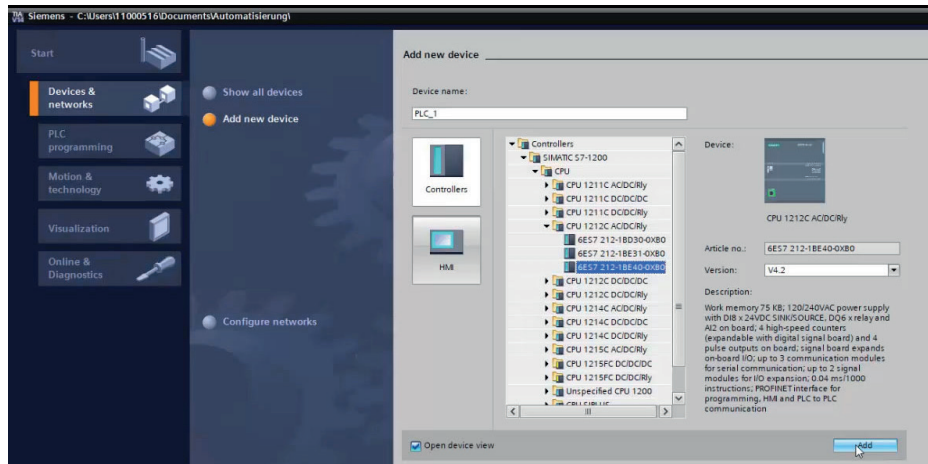 Siemens - C:\Users\11000516\Documents\Automatisierung\
Start
Devices &
networks
PLC
programming
Motion &
technology
Visualization
Online &
Diagnostics
Show all devices
Add new device
Configure networks
Add new device
Device name:
PLC_1
Controllers
HMI
Controllers
SIMATIC S7-1200
CPU
CPU 1211C AC/DC/Rly
CPU 1211C DC/DC/DC
CPU 1211C DC/DC/Rly
CPU 1212C AC/DC/Rly
6ES7 212-1BD30-0XB0
6ES7 212-1BE31-0XB0
6ES7 212-1BE40-0XB0
CPU 1212C DC/DC/DC
CPU 1212C DC/DC/Rly
CPU 1214C AC/DC/Rly
CPU 1214C DC/DC/DC
CPU 1214C DC/DC/Rly
CPU 1215C AC/DC/Rly
CPU 1215FC DC/DC/DC
CPU 1215FC DC/DC/Rly
Unspecified CPU 1200
CPU SIPLUS
Device:
CPU 1212C AC/DC/Rly
Article no.:
6ES7 212-1BE40-0XB0
Version:
V4.2
Description:
Work memory 75 KB; 120/240VAC power supply
with DI8 x 24VDC SINK/SOURCE, DQ6 x relay and
AI2 on board; 4 high-speed counters
(expandable with digital signal board) and 4
pulse outputs on board; signal board expands
on-board I/O; up to 3 communication modules
for serial communication; up to 2 signal
modules for I/O expansion; 0.04 ms/1000
instructions; PROFINET interface for
programming, HMI and PLC to PLC
communication
Open device view
Add